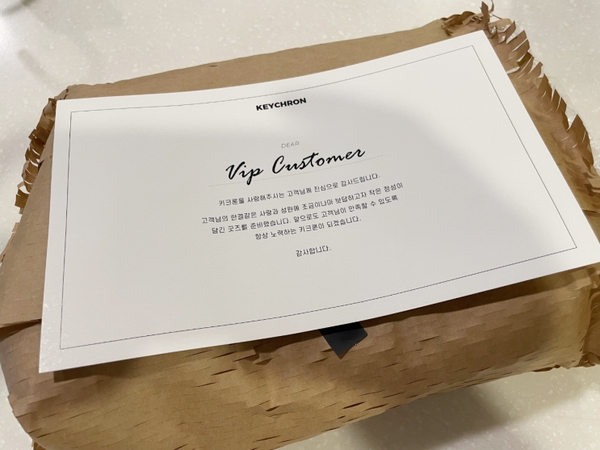 KEYCHRON
DEAR
Vip Customer
키크론을 사랑해주시는 고객님께 진심으로 감사드립니다.
고객님의 한결같은 사랑과 성원에 조금이나마 보답하고자 작은 정성이
담긴 굿즈를 준비했습니다. 앞으로도 고객님이 만족할 수 있도록
항상 노력하는 키크론이 되겠습니다.
감사합니다.